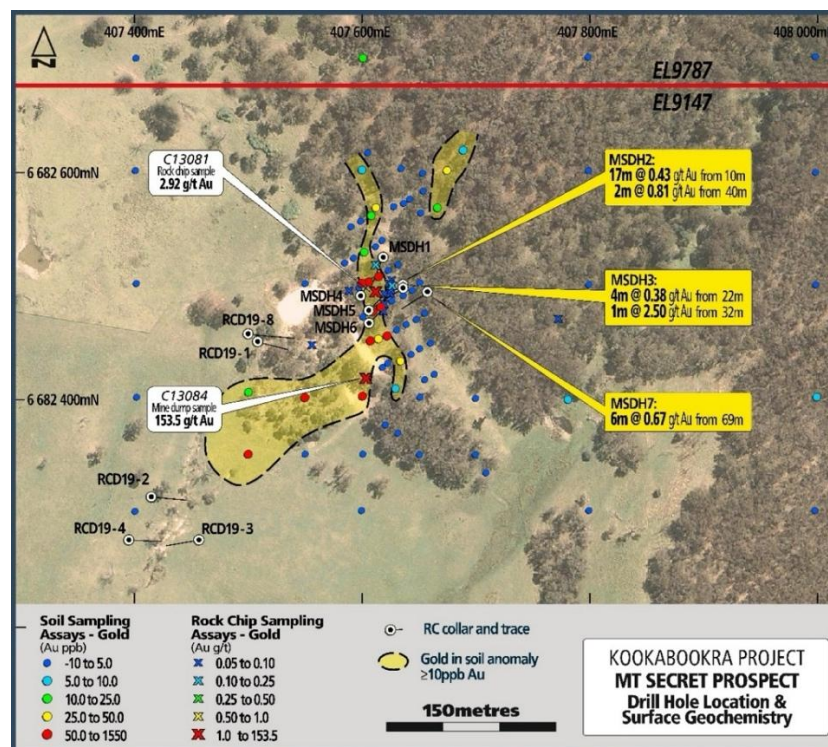 407 400mE
407 600mE
407 800mE
408 000mE
N
EL9787
EL9147
6 682 600mN
C13081
Rock chip sample
2.92 g/t Au
MSDH2:
17m @ 0.43 g/t Au from 10m
2m @ 0.81 g/t Au from 40m
MSDH1
MSDH3:
4m @ 0.38 g/t Au from 22m
1m @ 2.50 g/t Au from 32m
MSDH4
MSDH5
MSDH6
RCD19-8
RCD19-1
C13084
Mine dump sample
153.5 g/t Au
6 682 400mN
MSDH7:
6m @ 0.67 g/t Au from 69m
RCD19-2
RCD19-4
RCD19-3
Soil Sampling
Assays - Gold
(Au ppb)
-10 to 5.0
5.0 to 10.0
10.0 to 25.0
25.0 to 50.0
50.0 to 1550
Rock Chip Sampling
Assays - Gold
(Au g/t)
0.05 to 0.10
0.10 to 0.25
0.25 to 0.50
0.50 to 1.0
1.0 to 153.5
RC collar and trace
Gold in soil anomaly
≥10ppb Au
150metres
KOOKABOOKRA PROJECT
MT SECRET PROSPECT
Drill Hole Location &
Surface Geochemistry